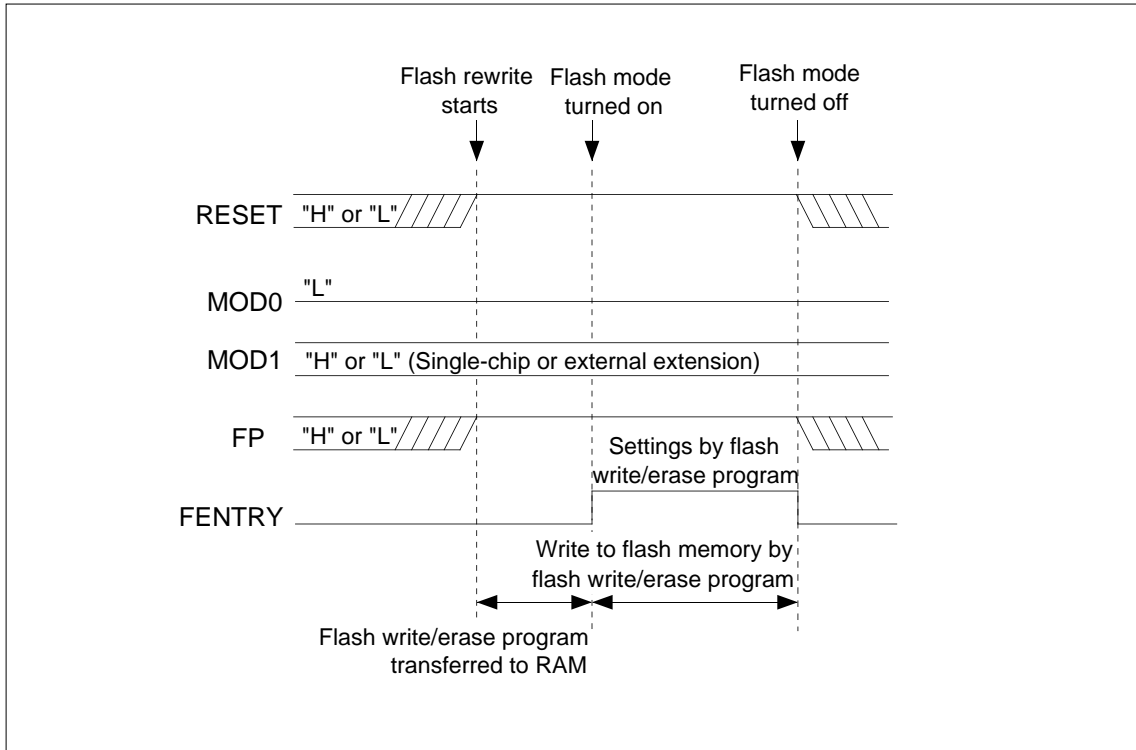 Flash rewrite
starts
Flash mode
turned on
Flash mode
turned off
RESET
"H" or "L"
MOD0
"L"
MOD1
"H" or "L" (Single-chip or external extension)
FP
"H" or "L"
Settings by flash
write/erase program
FENTRY
Write to flash memory by
flash write/erase program
Flash write/erase program
transferred to RAM